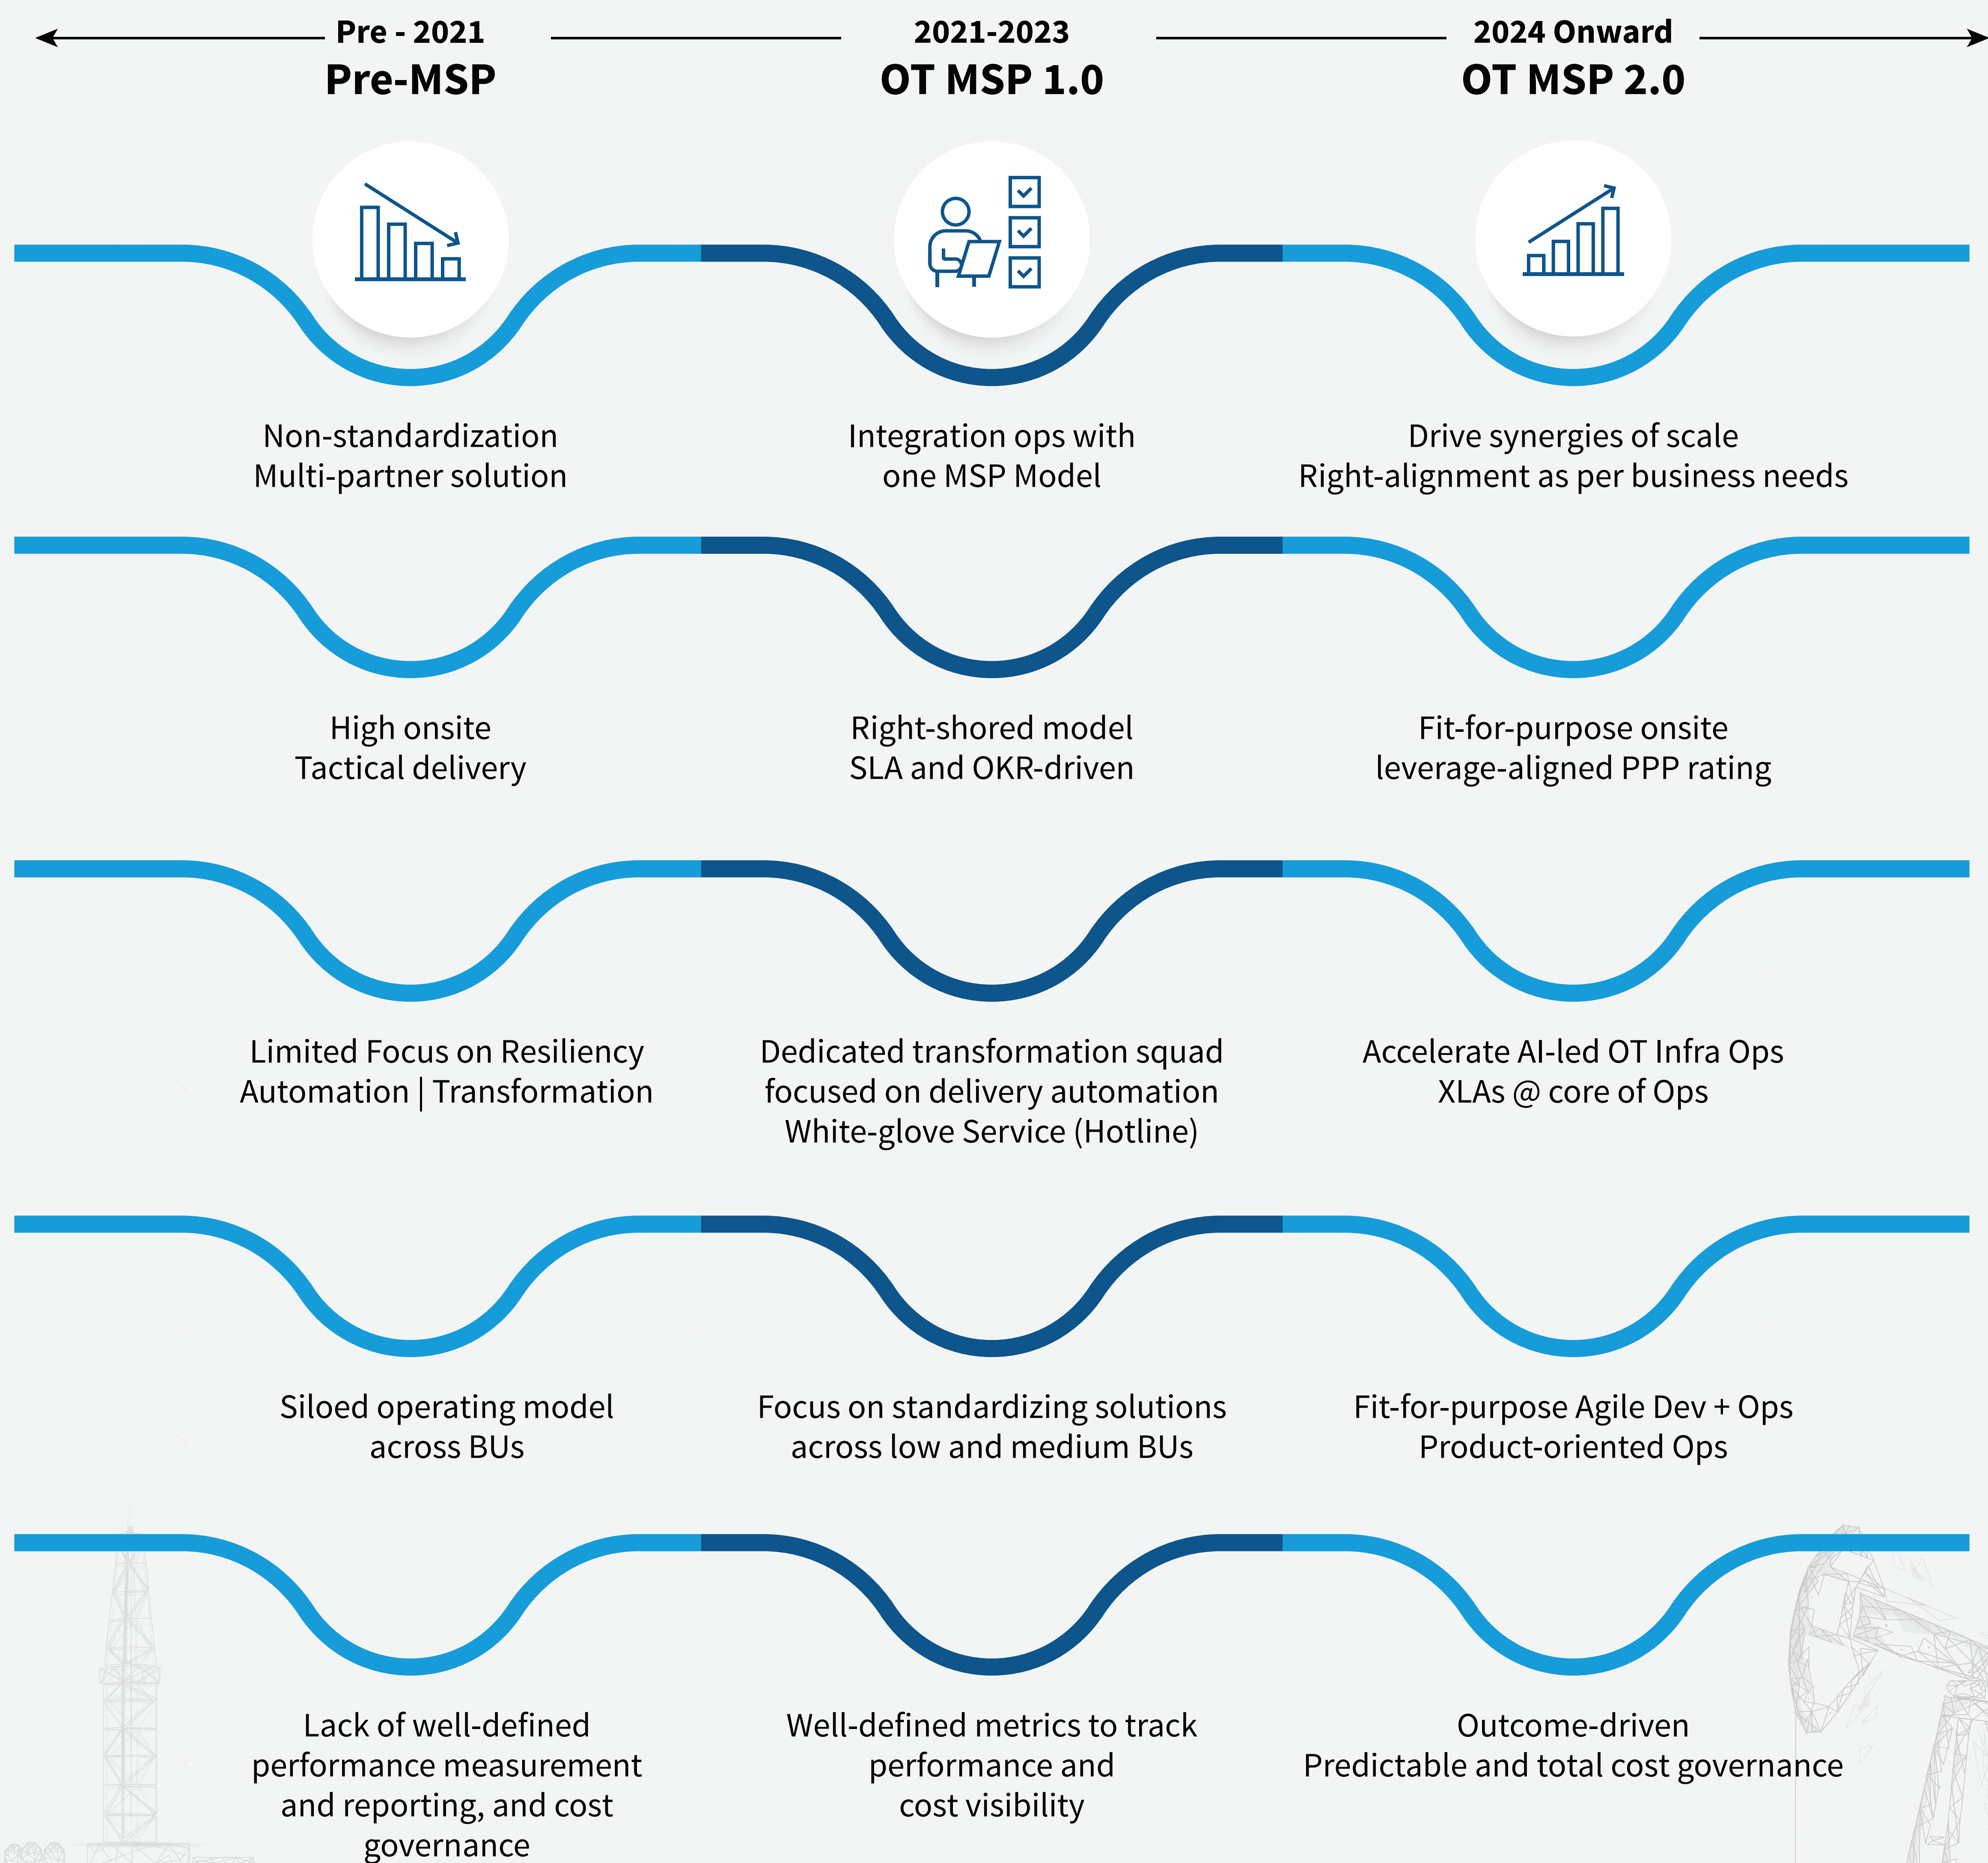 Pre - 2021
Pre-MSP
2021-2023
OT MSP 1.0
2024 Onward
OT MSP 2.0
Non-standardization
Multi-partner solution
Integration ops with
one MSP Model
Drive synergies of scale
Right-alignment as per business needs
High onsite
Tactical delivery
Right-shored model
SLA and OKR-driven
Fit-for-purpose onsite
leverage-aligned PPP rating
Limited Focus on Resiliency
Automation | Transformation
Dedicated transformation squad
focused on delivery automation
White-glove Service (Hotline)
Accelerate AI-led OT Infra Ops
XLAs @ core of Ops
Siloed operating model
across BUs
Focus on standardizing solutions
across low and medium BUs
Fit-for-purpose Agile Dev + Ops
Product-oriented Ops
Lack of well-defined
performance measurement
and reporting, and cost
governance
Well-defined metrics to track
performance and
cost visibility
Outcome-driven
Predictable and total cost governance